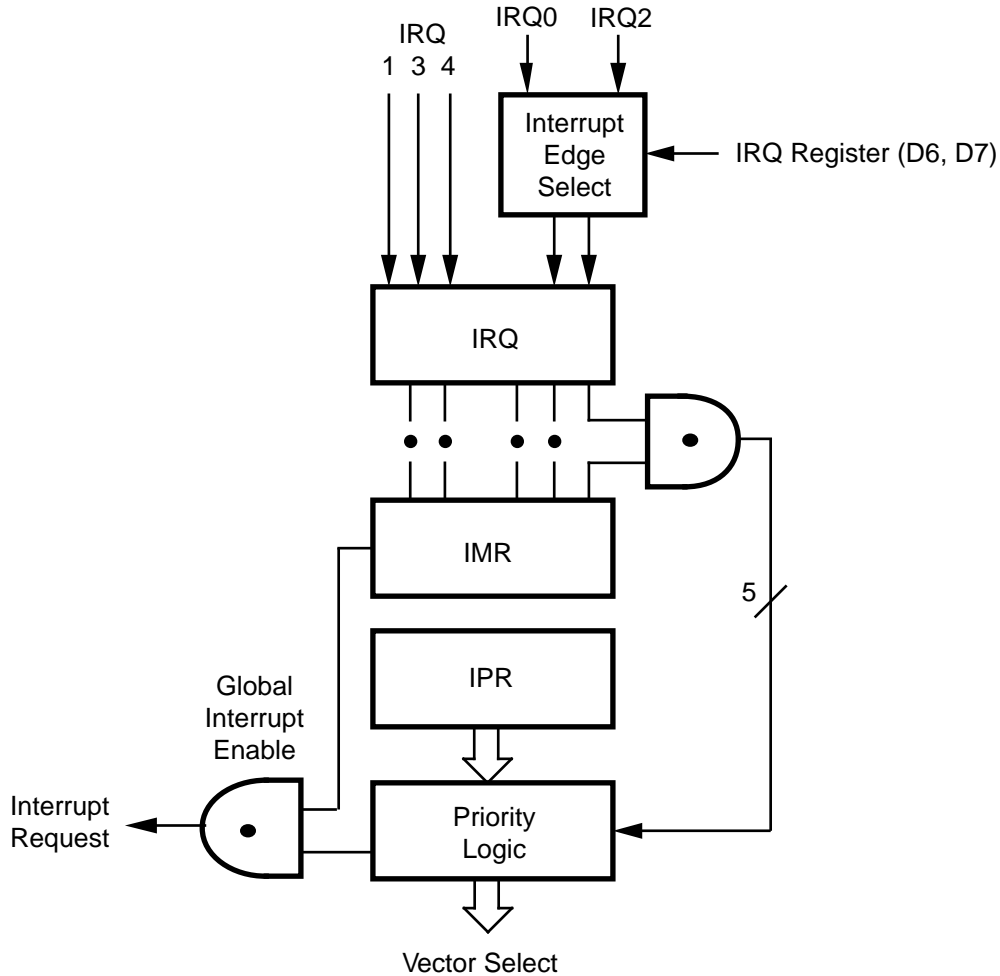 IRQ0
IRQ2
IRQ
1 3 4
Interrupt
Edge
Select
IRQ Register (D6, D7)
IRQ
IMR
5
IPR
Global
Interrupt
Enable
Interrupt
Request
Priority
Logic
Vector Select